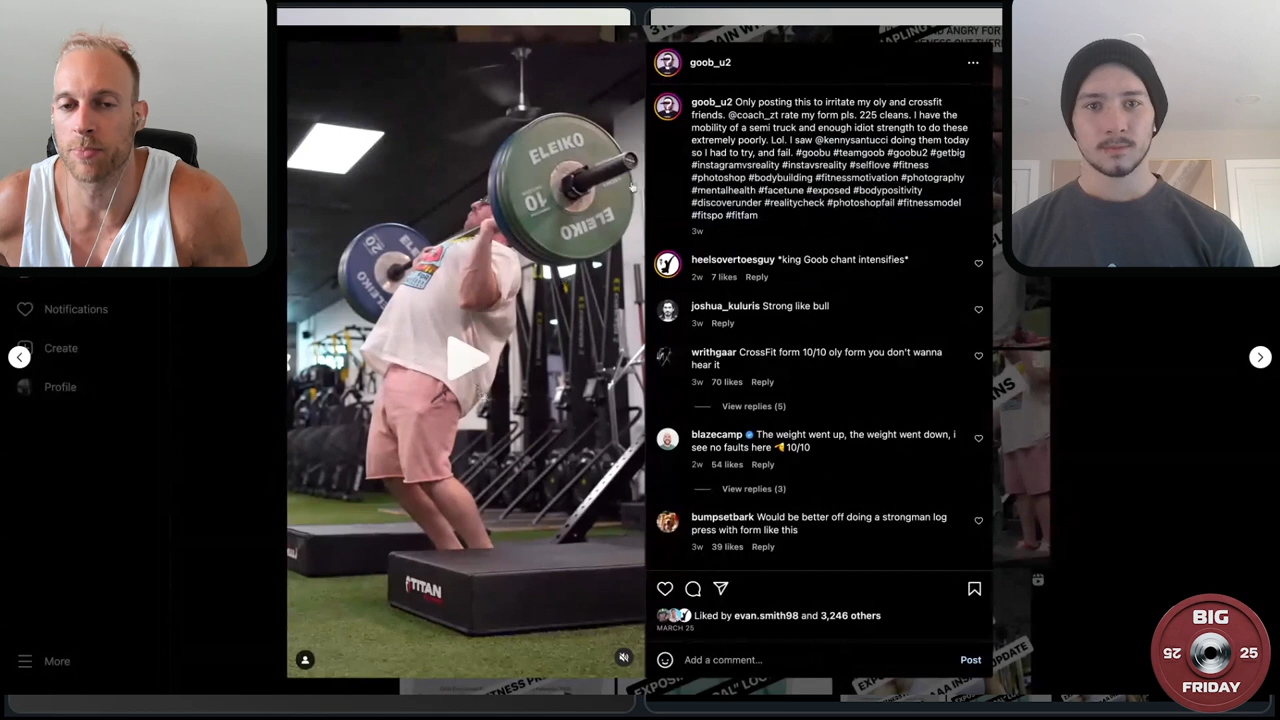 goob_u2
goob_u2 Only posting this to irritate my oly and crossfit
friends. @coach_zt rate my form pls. 225 cleans. I have the
mobility of a semi truck and enough idiot strength to do these
extremely poorly. Lol. I saw @kennysantucci doing them today
so I had to try, and fail. #goobu #teamgoob #goobu2 #getbig
#instagramvsreality #instavsreality #selflove #fitness
#photoshop #bodybuilding #fitnessmotivation #photography
#mentalhealth #facetune #exposed #bodypositivity
#discoverunder #realitycheck #photoshopfail #fitnessmodel
#fitspo #fitfam
3w
heelsovertoesguy *king Goob chant intensifies*
2w 7 likes Reply
joshua_kuluris Strong like bull
3w Reply
writhgaar CrossFit form 10/10 oly form you don't wanna
hear it
3w 70 likes Reply
View replies (5)
blazecamp The weight went up, the weight went down, i
see no faults here 10/10
2w 54 likes Reply
View replies (3)
bumpsetbark Would be better off doing a strongman log
press with form like this
3w 39 likes Reply
Liked by evan.smith98 and 3,246 others
MARCH 25
Add a comment...
Post
Notifications
Create
Profile
More
ELEIKO
10
ELEIKO
20
ELEIKO
TITAN
BIG
25 25
FRIDAY